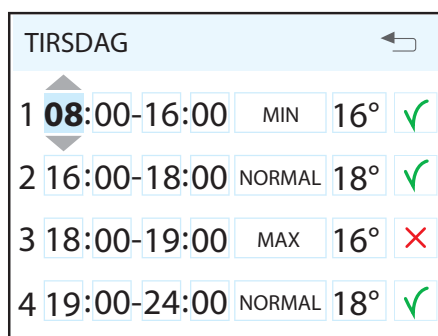 TIRSDAG
1 08:00-16:00 MIN 16°
2 16:00-18:00 NORMAL 18°
3 18:00-19:00 MAX 16°
4 19:00-24:00 NORMAL 18°